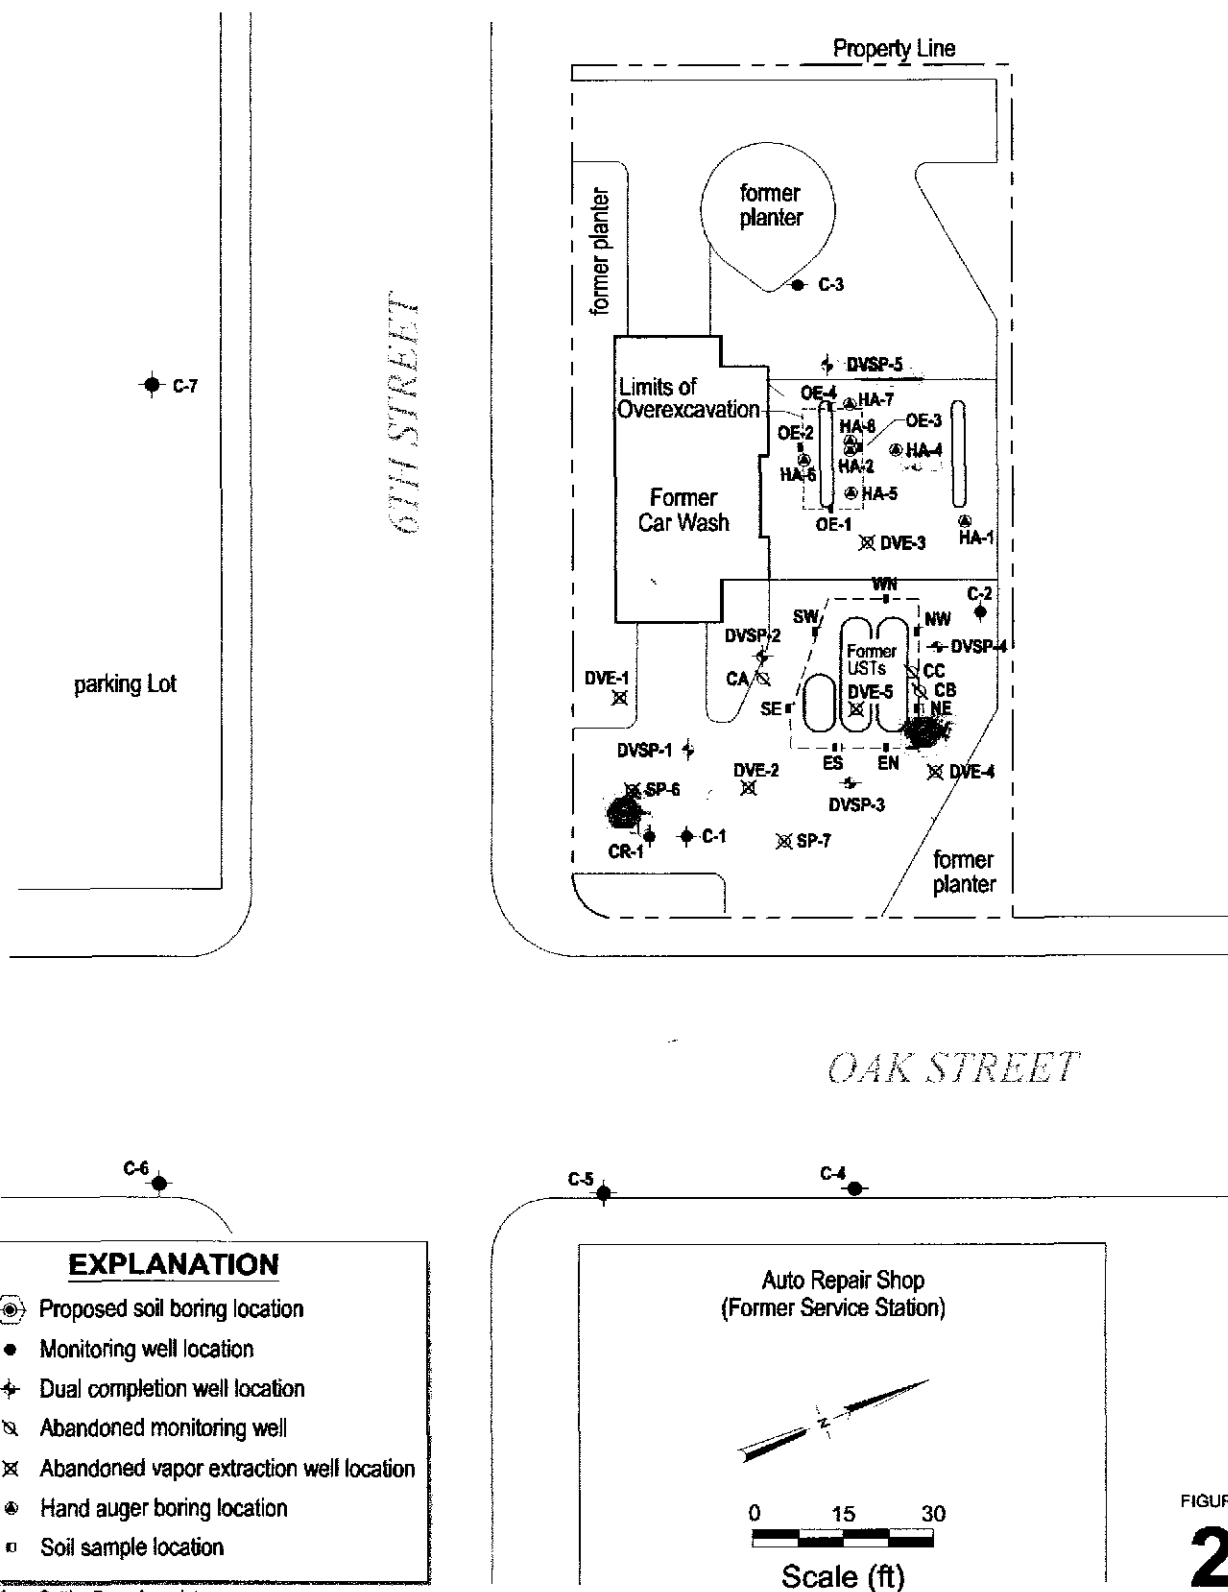 Property Line
former
planter
former planter
C-3
6TH STREET
C-7
DVSP-5
Limits of
Overexcavation
OE-4
HA-7
OE-3
OE-2
HA-8
HA-4
HA-6
HA-2
HA-5
Former
Car Wash
OE-1
DVE-3
HA-1
WN
C-2
SW
NW
DVSP-2
DVSP-4
Former
USTs
CC
CA
DVE-1
DVE-5
CB
SE
NE
parking Lot
DVSP-1
ES
EN
DVE-2
DVE-4
SP-6
DVSP-3
C-1
CR-1
SP-7
former
planter
OAK STREET
C-6
C-5
C-4
EXPLANATION
Proposed soil boring location
Monitoring well location
Dual completion well location
Abandoned monitoring well
Abandoned vapor extraction well location
Hand auger boring location
Soil sample location
Auto Repair Shop
(Former Service Station)
N
0 15 30
Scale (ft)
FIGUR
2